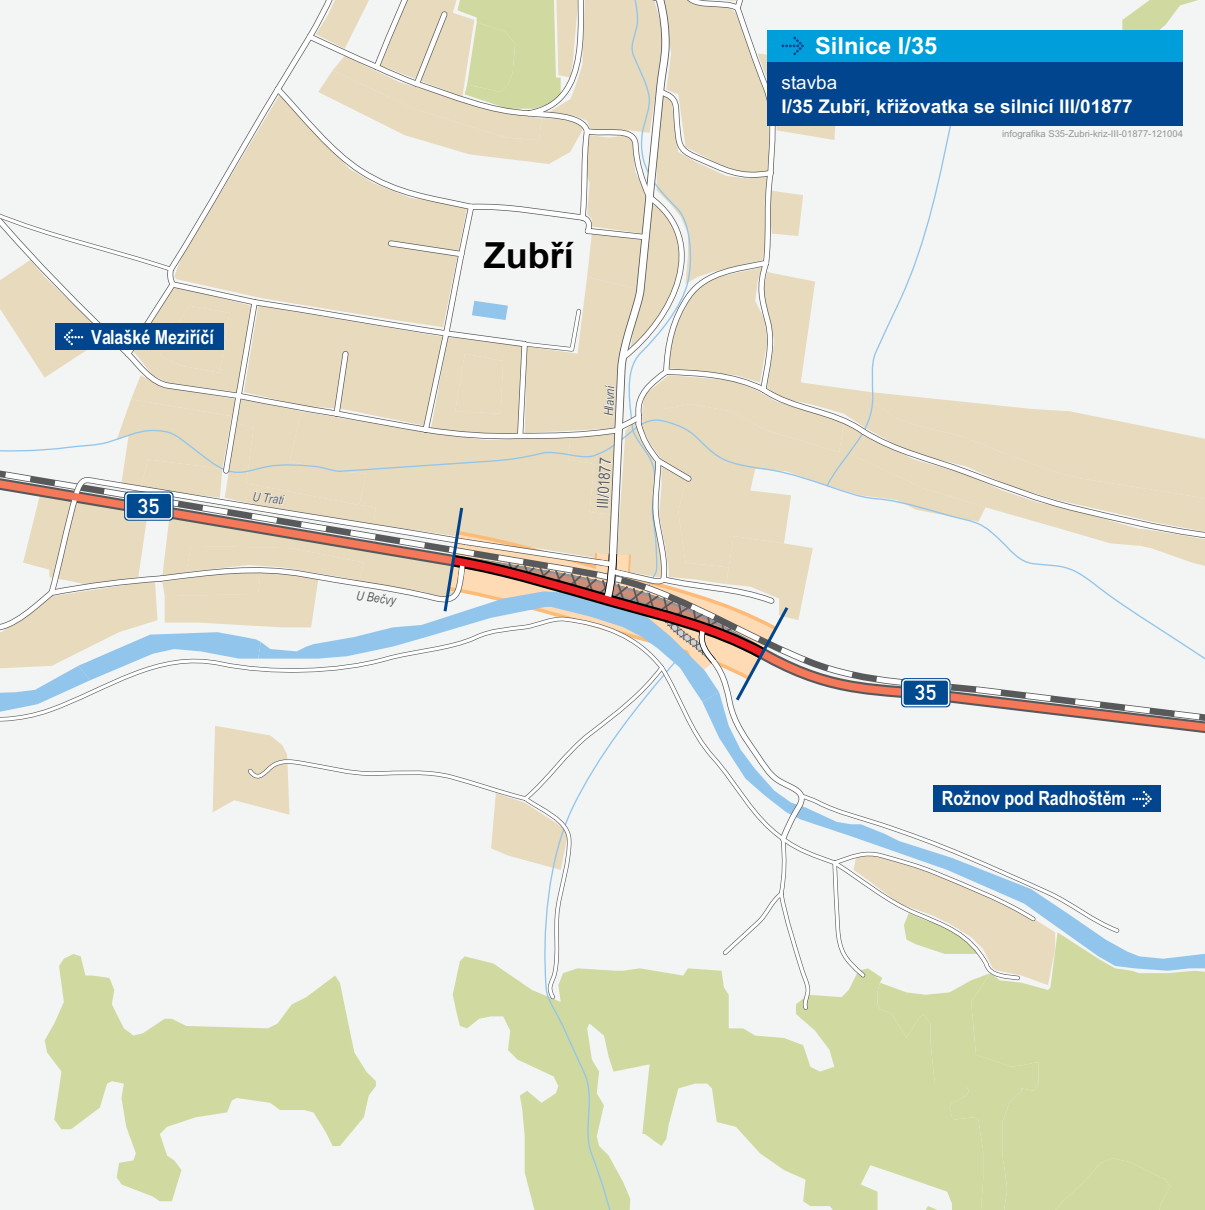 Silnice I/35
stavba
I/35 Zubří, křižovatka se silnicí III/01877
infografika S35-Zubri-kriz-III-01877-121004
Zubří
Valašké Meziříčí
Hlavní
III/01877
35
U Trati
U Bečvy
35
Rožnov pod Radhoštěm